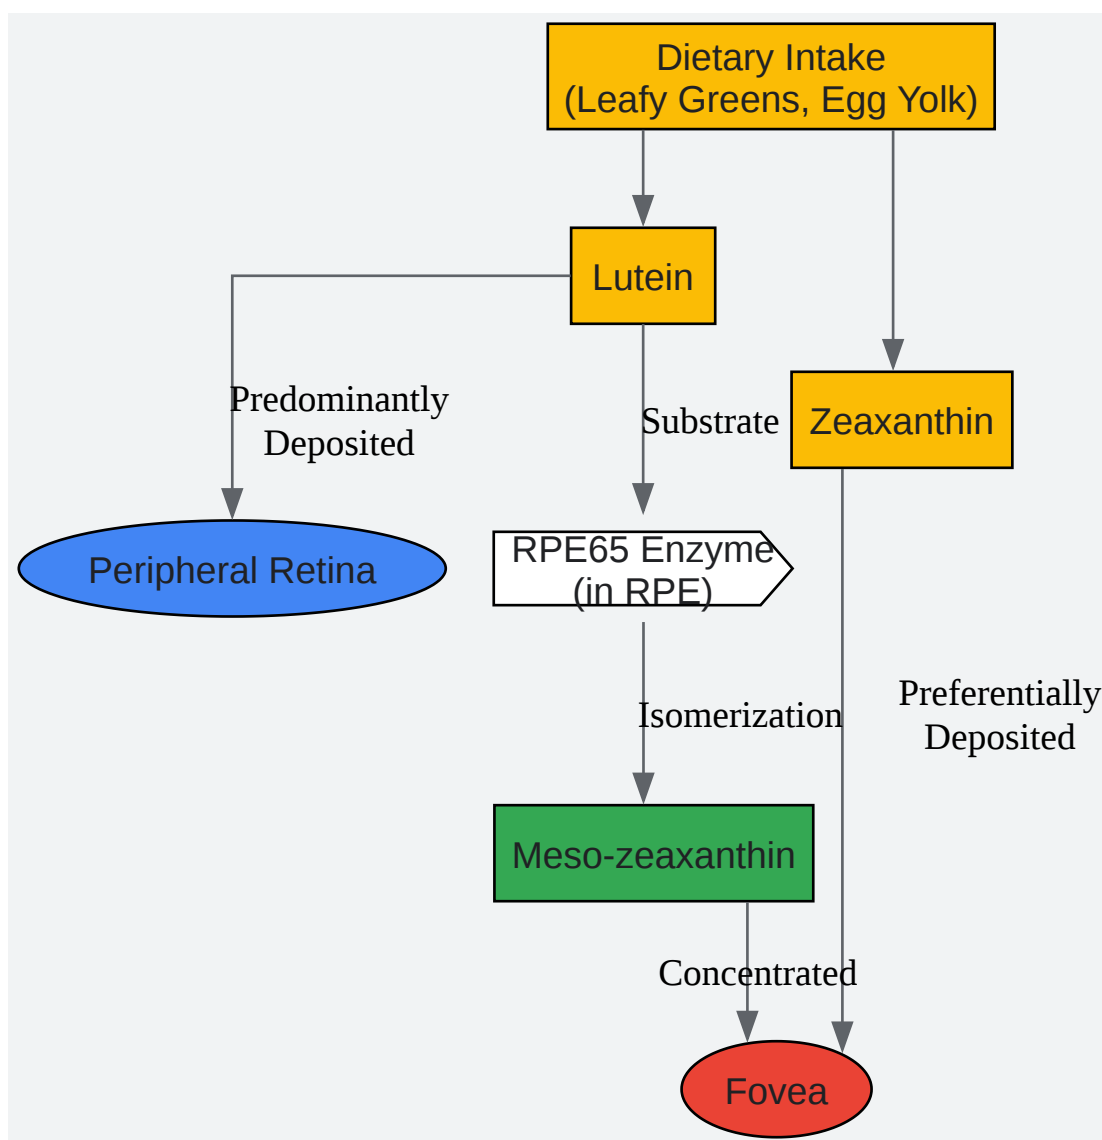 Dietary Intake
(Leafy Greens, Egg Yolk)
Lutein
Predominantly
Deposited
Substrate
Zeaxanthin
Peripheral Retina
RPE65 Enzyme
(in RPE)
Isomerization
Preferentially
Deposited
Meso-zeaxanthin
Concentrated
Fovea